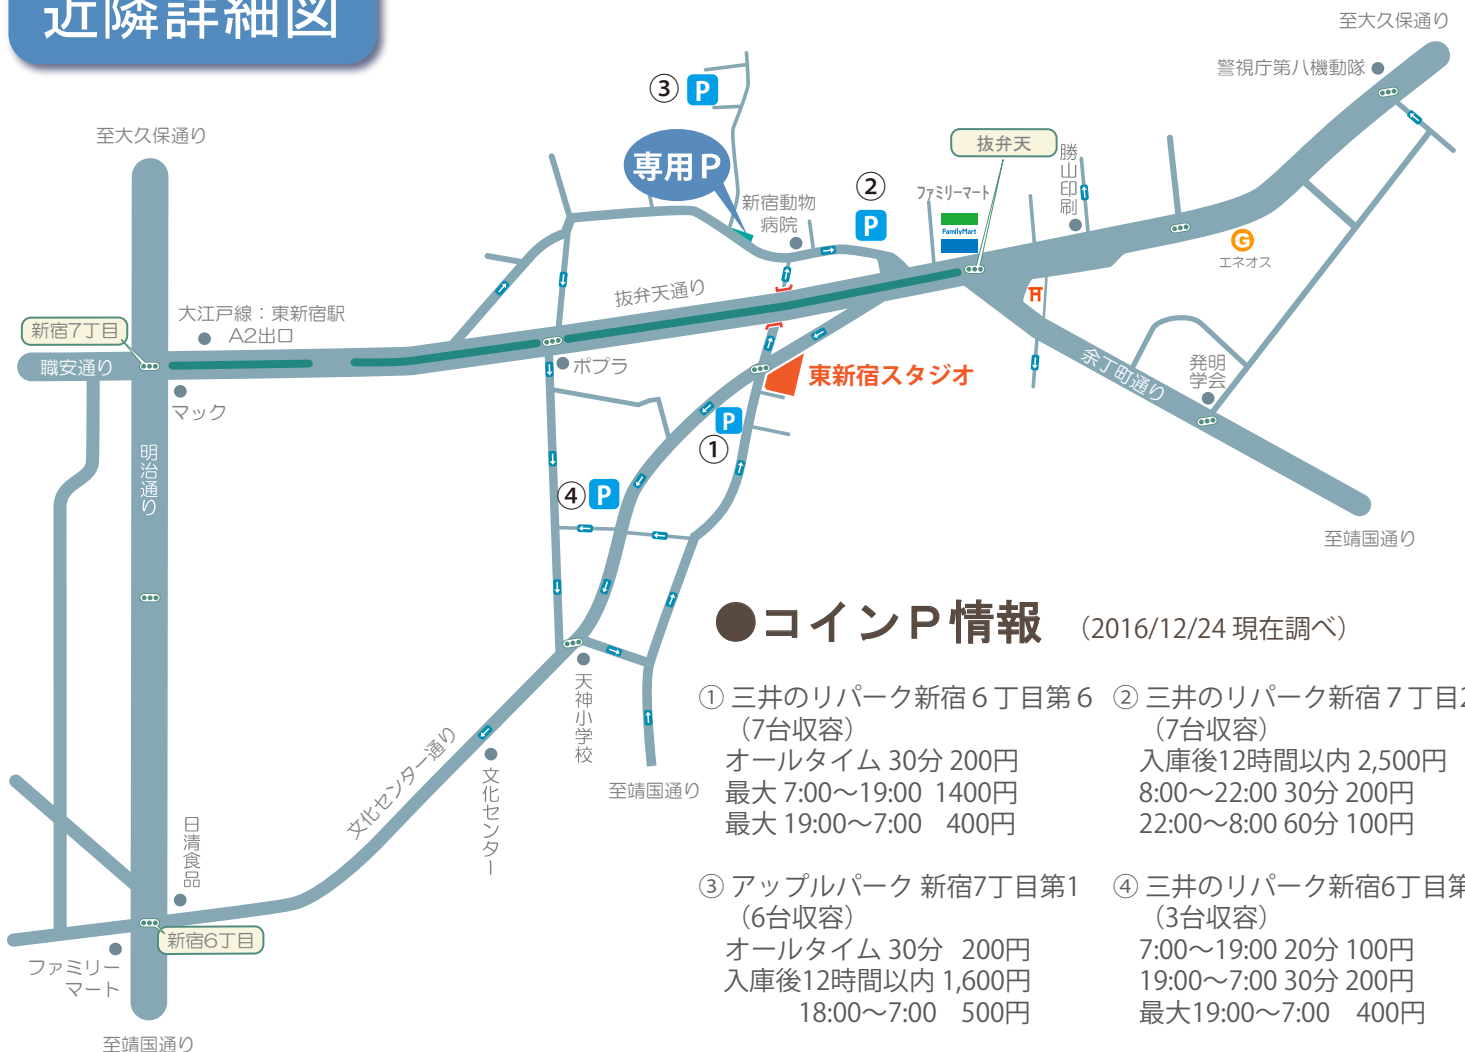 近隣詳細図
至大久保通り
警視庁第八機動隊
③ P
至大久保通り
専用P
抜弁天
勝山印刷
②
P
ファミリーマート
FamilyMart
新宿動物
病院
G
エネオス
抜弁天通り
大江戸線：東新宿駅
A2出口
新宿7丁目
職安通り
ポプラ
東新宿スタジオ
余丁町通り
発明
学会
マック
P
①
明治通り
④ P
至靖国通り
●コインP情報 （2016/12/24 現在調べ）
天神小学校
① 三井のリパーク新宿６丁目第６
（7台収容）
オールタイム 30分 200円
最大 7:00～19:00 1400円
最大 19:00～7:00 400円
② 三井のリパーク新宿７丁目
（7台収容）
入庫後12時間以内 2,500円
8:00～22:00 30分 200円
22:00～8:00 60分 100円
至靖国通り
文化センター通り
文化センター
日清食品
③ アップルパーク 新宿7丁目第1
（6台収容）
オールタイム 30分 200円
入庫後12時間以内 1,600円
18:00～7:00 500円
④ 三井のリパーク新宿6丁目第
（3台収容）
7:00～19:00 20分 100円
19:00～7:00 30分 200円
最大19:00～7:00 400円
新宿6丁目
ファミリー
マート
至靖国通り